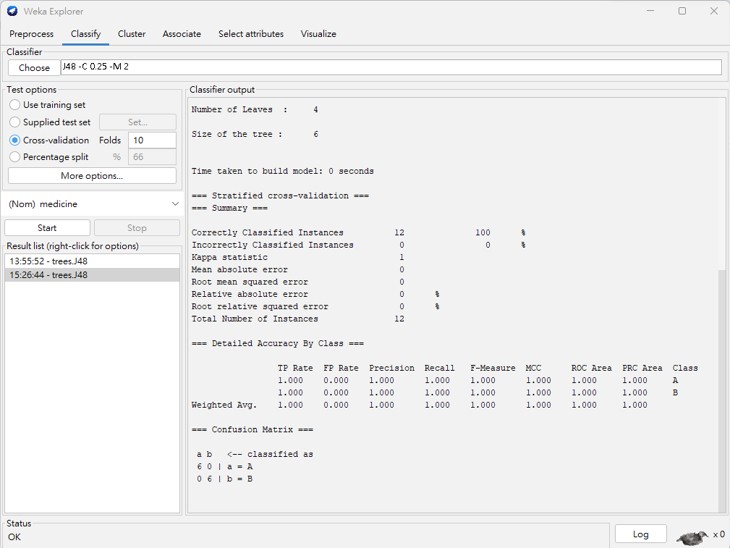 Weka Explorer
Preprocess Classify Cluster Associate Select attributes Visualize
Classifier
Choose J48 -C 0.25 -M 2
Test options
Use training set
Supplied test set Set...
Cross-validation Folds 10
Percentage split % 66
More options...
(Nom) medicine
Start Stop
Result list (right-click for options)
13:55:52 - trees.J48
15:26:44 - trees.J48
Classifier output
Number of Leaves : 4
Size of the tree : 6
Time taken to build model: 0 seconds
=== Stratified cross-validation ===
=== Summary ===
Correctly Classified Instances 12 100 %
Incorrectly Classified Instances 0 0 %
Kappa statistic 1
Mean absolute error 0
Root mean squared error 0
Relative absolute error 0 %
Root relative squared error 0 %
Total Number of Instances 12
=== Detailed Accuracy By Class ===
TP Rate FP Rate Precision Recall F-Measure MCC ROC Area PRC Area Class
1.000 0.000 1.000 1.000 1.000 1.000 1.000 1.000 A
1.000 0.000 1.000 1.000 1.000 1.000 1.000 1.000 B
Weighted Avg. 1.000 0.000 1.000 1.000 1.000 1.000 1.000 1.000
=== Confusion Matrix ===
a b <-- classified as
6 0 | a = A
0 6 | b = B
Status
OK
Log x 0